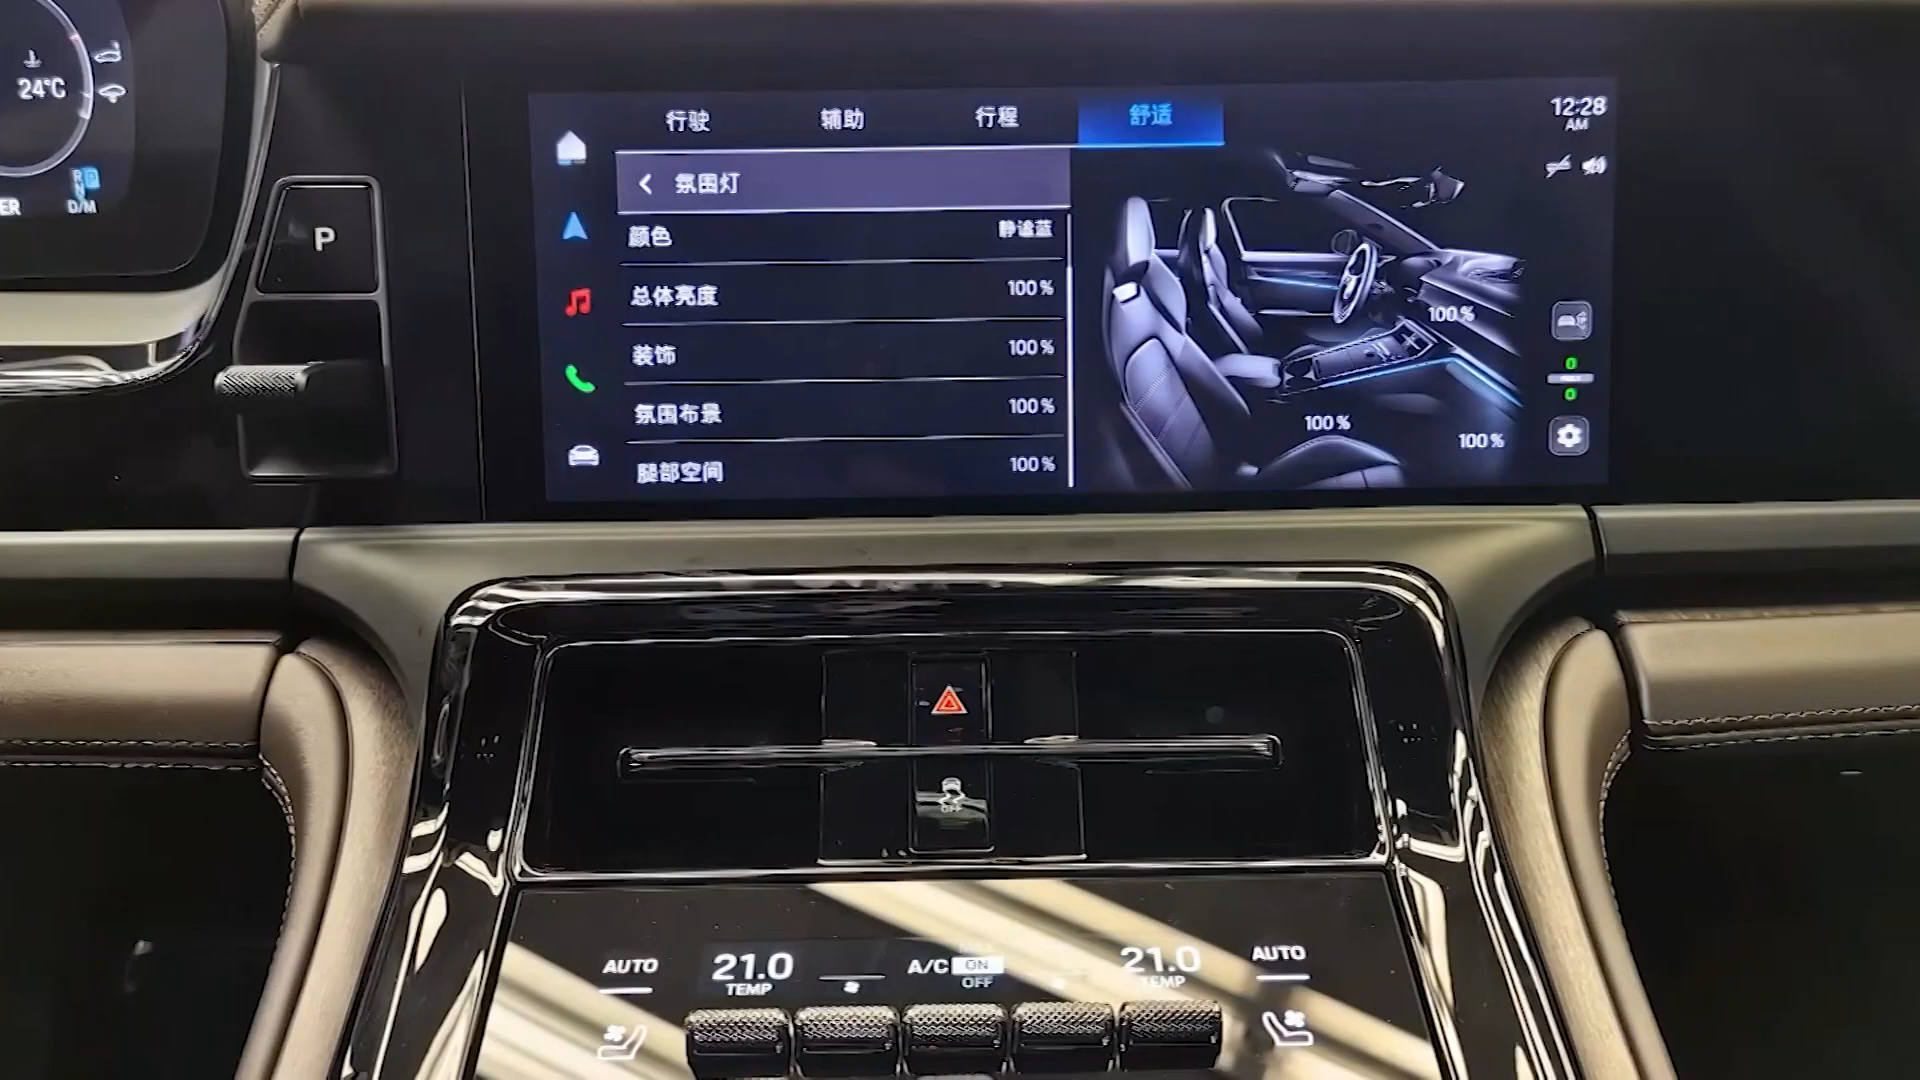 24°C
R
N
D
D/M
ER
P
行驶
辅助
行程
舒适
12:28
AM
氛围灯
颜色
静谧蓝
总体亮度
100 %
装饰
100 %
氛围布景
100 %
腿部空间
100 %
100 %
100 %
100 %
0
0
OFF
AUTO
21.0
TEMP
A/C
ON
OFF
21.0
TEMP
AUTO